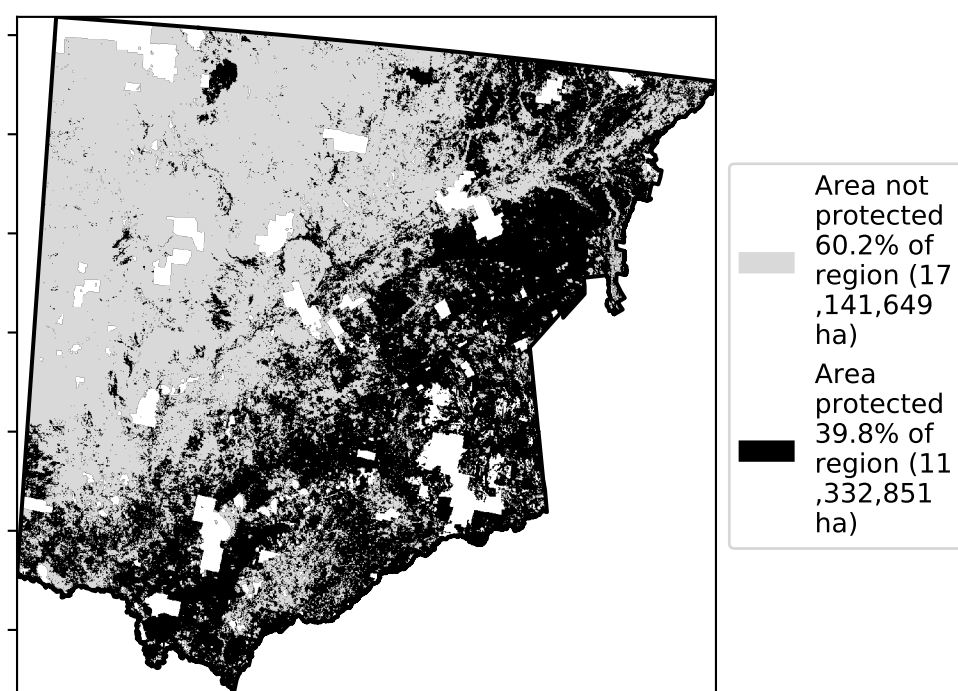 Area not
protected
60.2% of
region (17
,141,649
ha)
Area
protected
39.8% of
region (11
,332,851
ha)